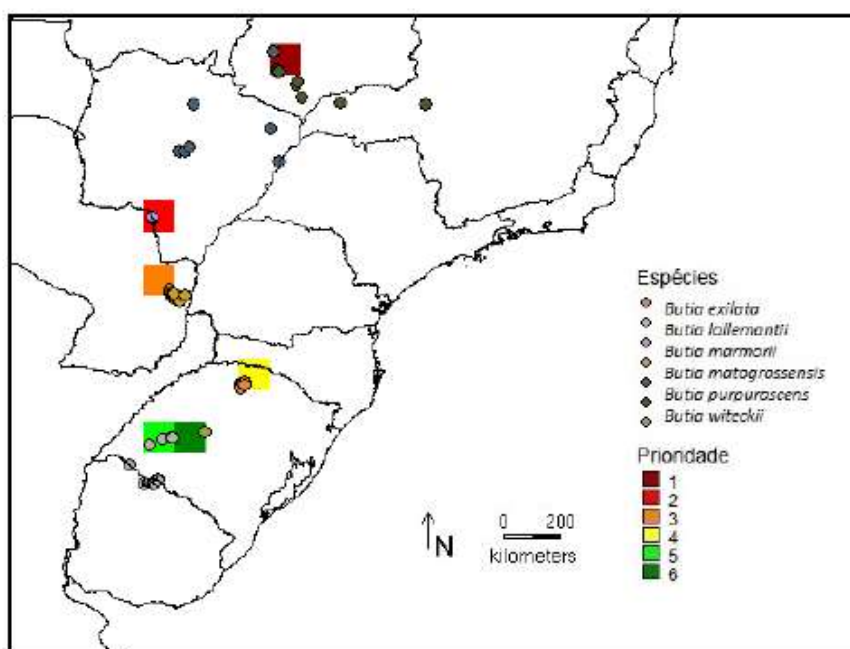 Espécies
Butia exilata
Butia lallemantii
Butia marmorii
Butia matogrossensis
Butia purpurascens
Butia witeckii
Prioridade
1
2
3
4
5
6
N
0 200
kilometers